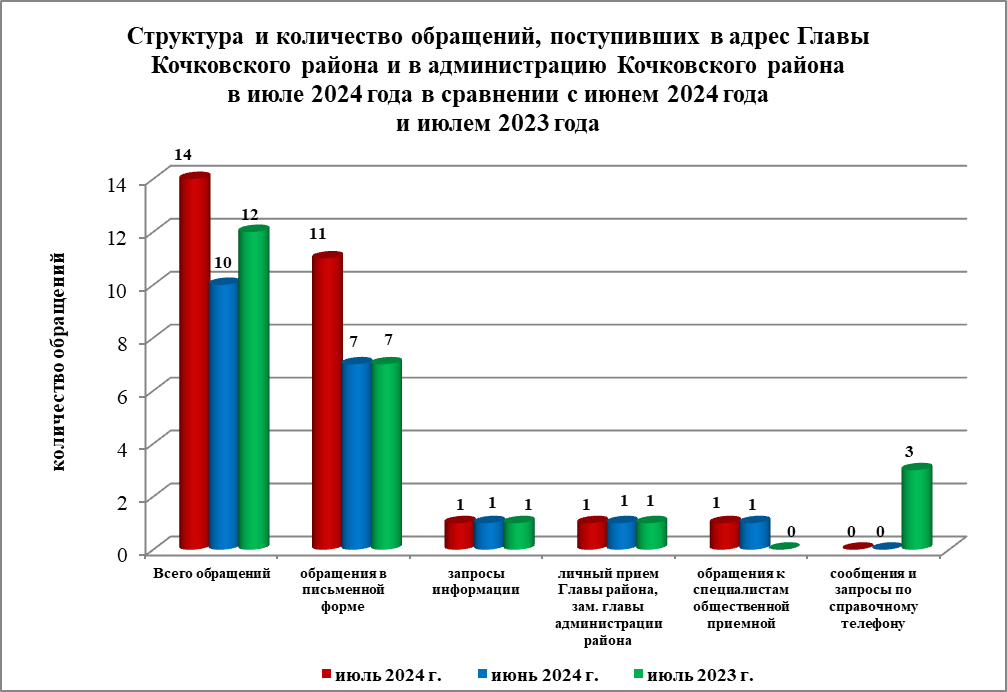 Структура и количество обращений, поступивших в адрес Главы
Кочковского района и в администрацию Кочковского района
в июле 2024 года в сравнении с июнем 2024 года
и июлем 2023 года
количество обращений
14
12
10
8
6
4
2
0
14
10
12
11
7
7
1
1
1
1
1
1
1
1
0
0
0
3
Всего обращений
обращения в
письменной
форме
запросы
информации
личный прием
Главы района,
зам. главы
администрации
района
обращения к
специалистам
общественной
приемной
сообщения и
запросы по
справочному
телефону
июль 2024 г.
июнь 2024 г.
июль 2023 г.